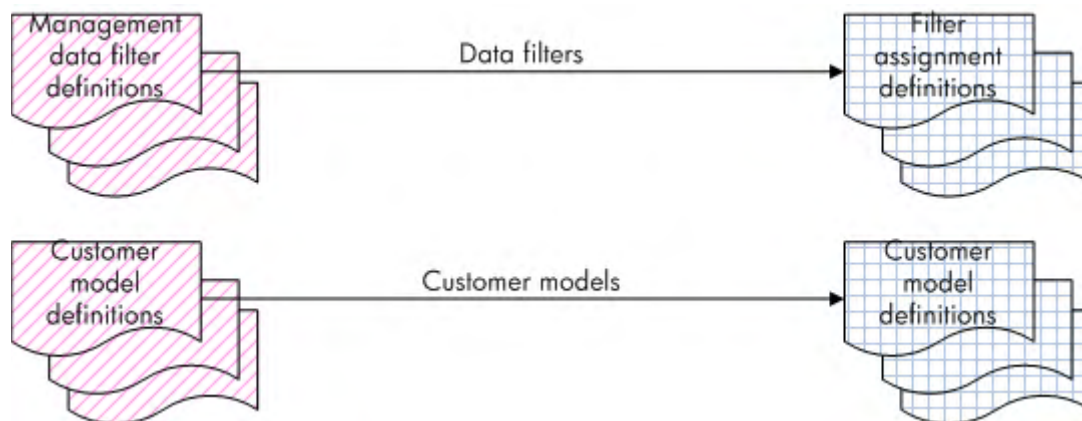 Management
data filter
definitions
Data filters
Filter
assignment
definitions
Customer
model
definitions
Customer models
Customer
model
definitions